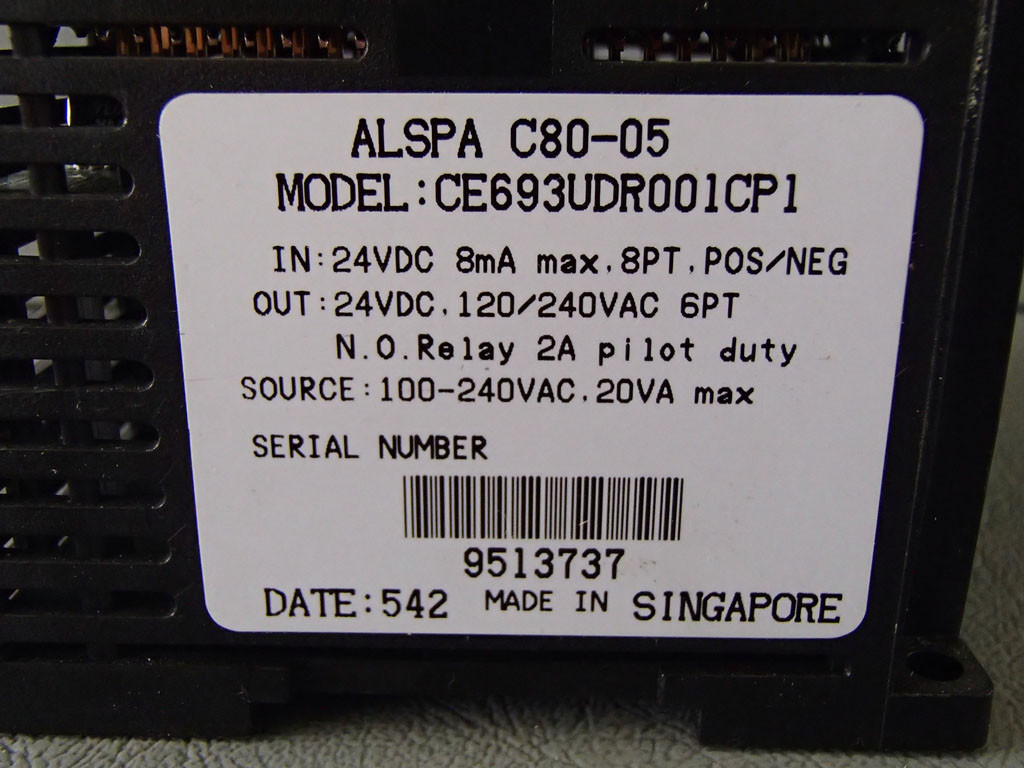 ALSPA C80-05
MODEL:CE693UDR001CP1
IN:24VDC 8mA max.8PT.POS/NEG
OUT:24VDC.120/240VAC 6PT
N.O.Relay 2A pilot duty
SOURCE:100-240VAC.20VA max
SERIAL NUMBER
9513737
DATE:542 MADE IN SINGAPORE